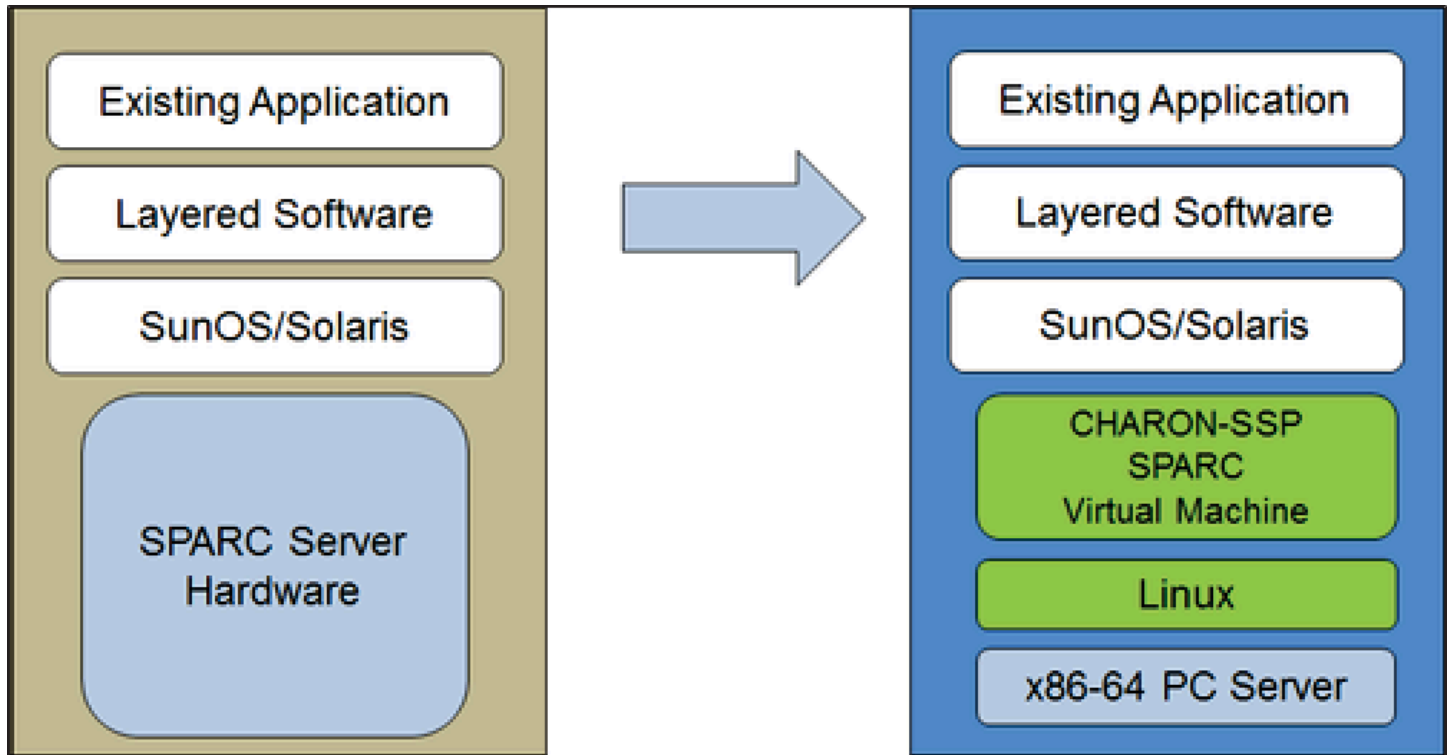 Existing Application
Layered Software
SunOS/Solaris
SPARC Server
Hardware
Existing Application
Layered Software
SunOS/Solaris
CHARON-SSP
SPARC
Virtual Machine
Linux
x86-64 PC Server